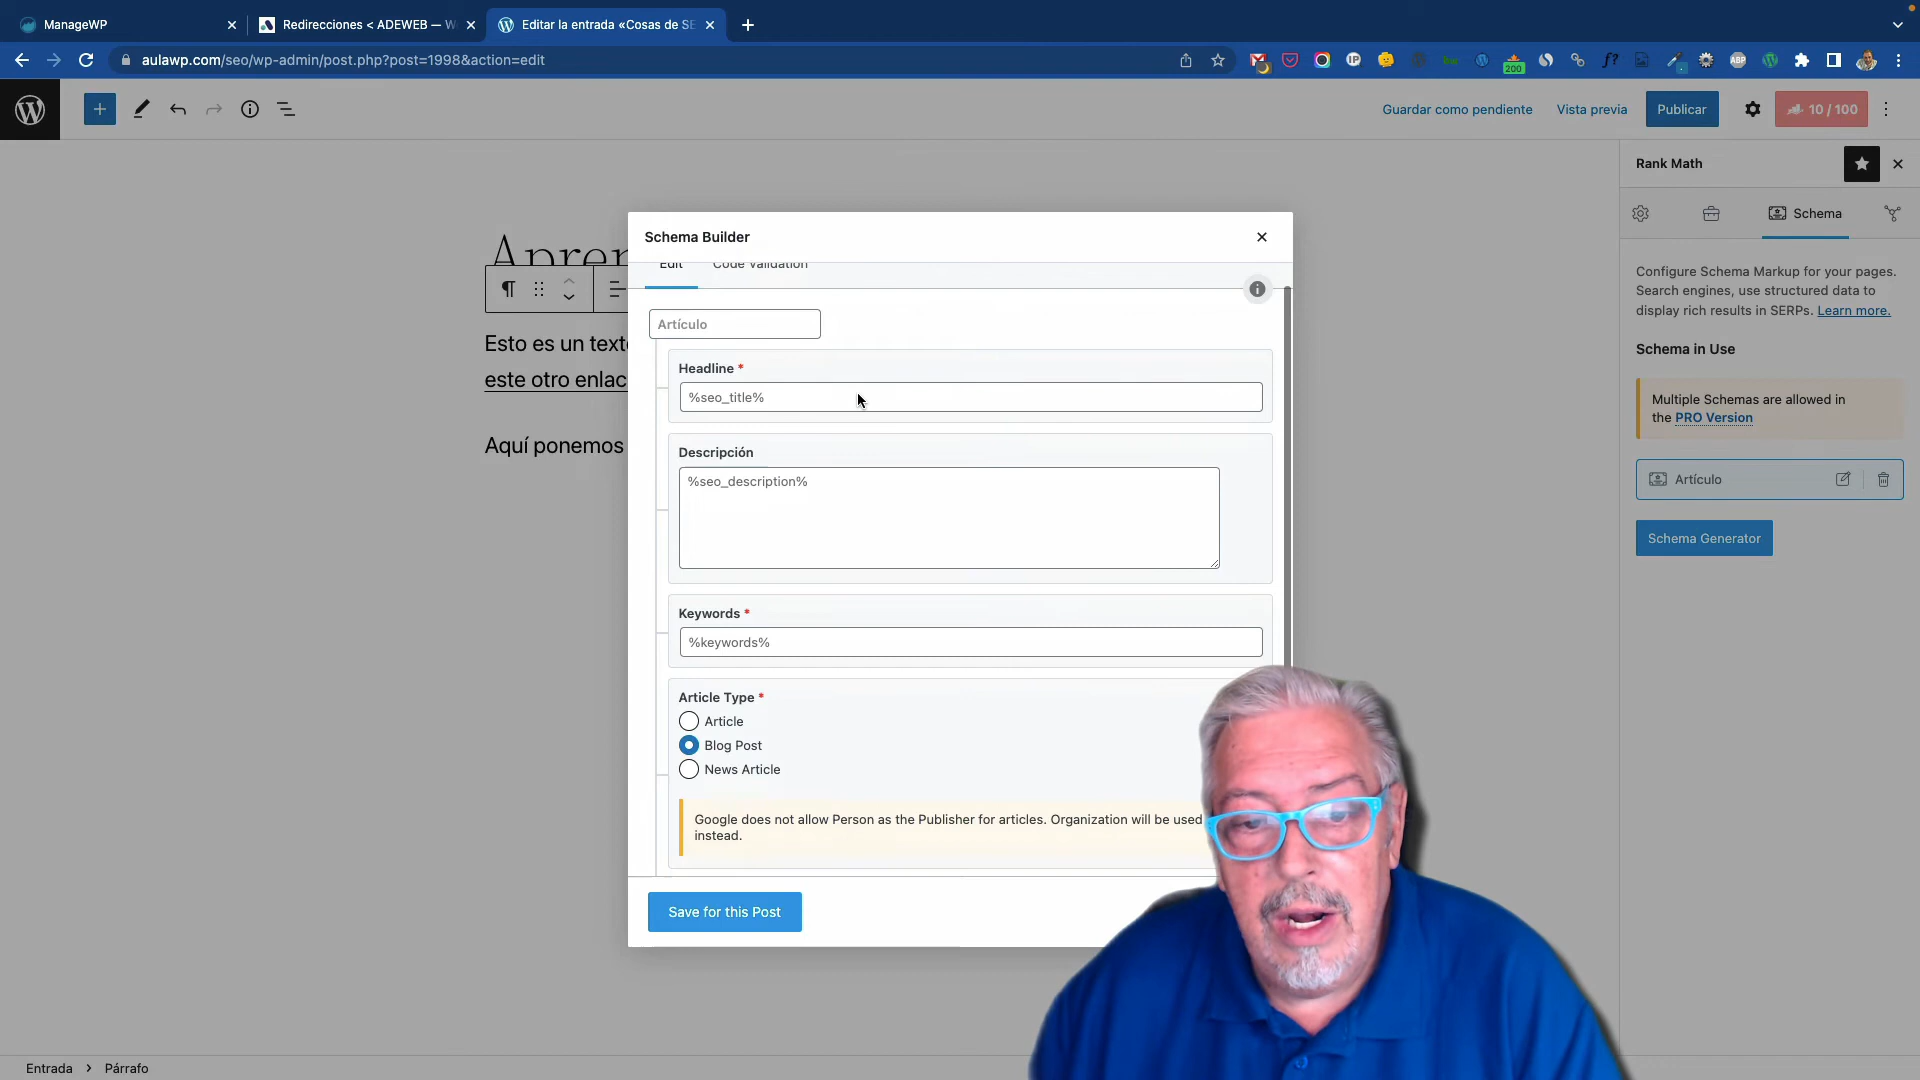 ManageWP
Redirecciones < ADEWEB — W
Editar la entrada «Cosas de SE
aulawp.com/seo/wp-admin/post.php?post=1998&action=edit
200
IP
f?
ABP
Guardar como pendiente
Vista previa
Publicar
10 / 100
Rank Math
Schema
Configure Schema Markup for your pages.
Search engines, use structured data to
display rich results in SERPs. Learn more.
Schema in Use
Multiple Schemas are allowed in
the PRO Version
Artículo
Schema Generator
Apren
Esto es un texto
este otro enlac
Aquí ponemos
Schema Builder
Edit
Code Validation
Artículo
Headline *
%seo_title%
Descripción
%seo_description%
Keywords *
%keywords%
Article Type *
Article
Blog Post
News Article
Google does not allow Person as the Publisher for articles. Organization will be used
instead.
Save for this Post
Entrada
Párrafo